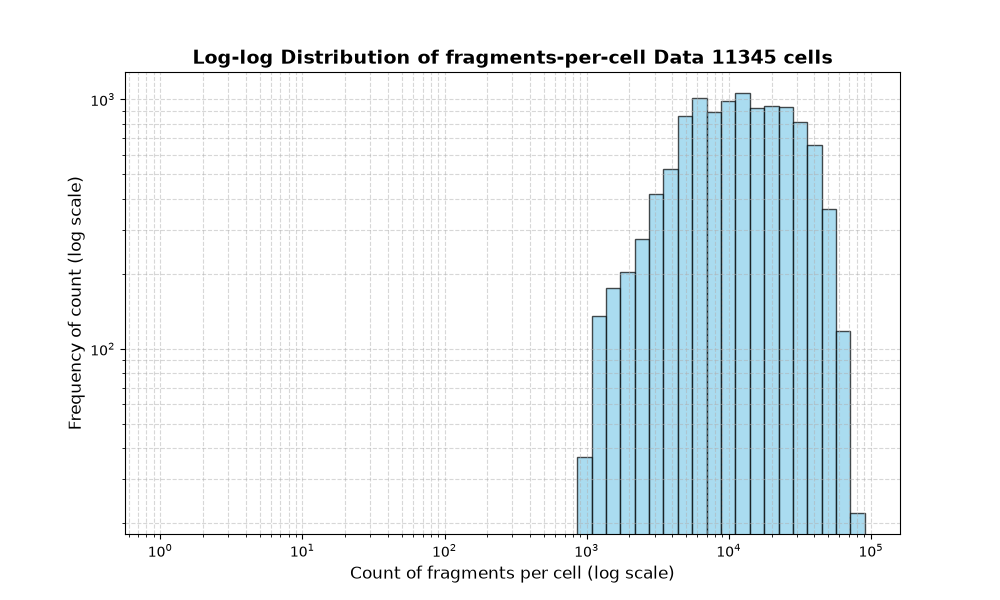 Log-log Distribution of fragments-per-cell Data 11345 cells
Frequency of count (log scale)
10³
10²
10⁰ 10¹ 10² 10³ 10⁴ 10⁵
Count of fragments per cell (log scale)